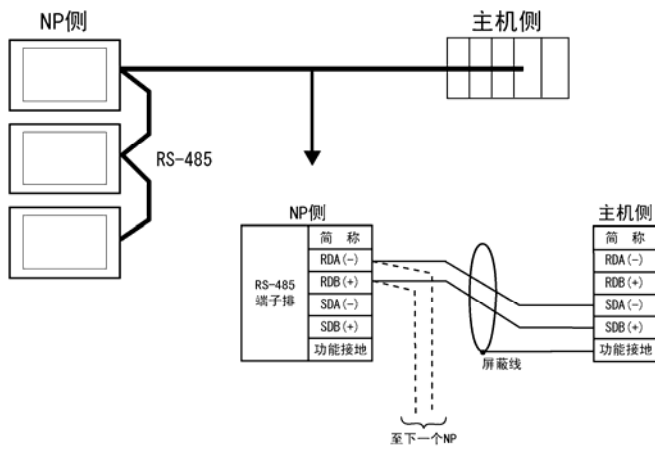 NP侧
主机侧
RS-485
NP侧
主机侧
RS-485
端子排
简 称
RDA(-)
RDB(+)
SDA(-)
SDB(+)
功能接地
简 称
RDA(-)
RDB(+)
SDA(-)
SDB(+)
功能接地
屏蔽线
至下一个NP